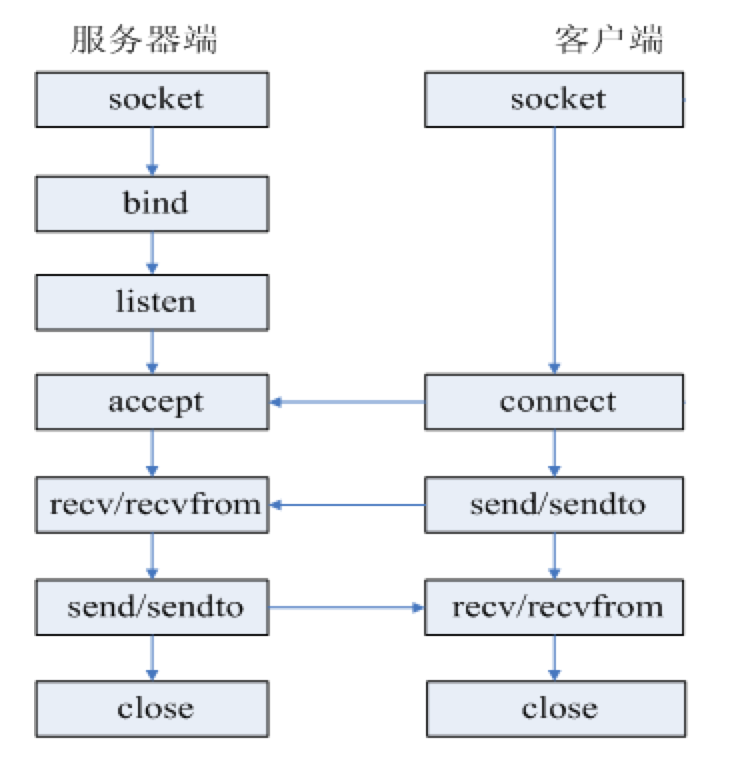 服务器端
客户端
socket
socket
bind
listen
accept
connect
recv/recvfrom
send/sendto
send/sendto
recv/recvfrom
close
close